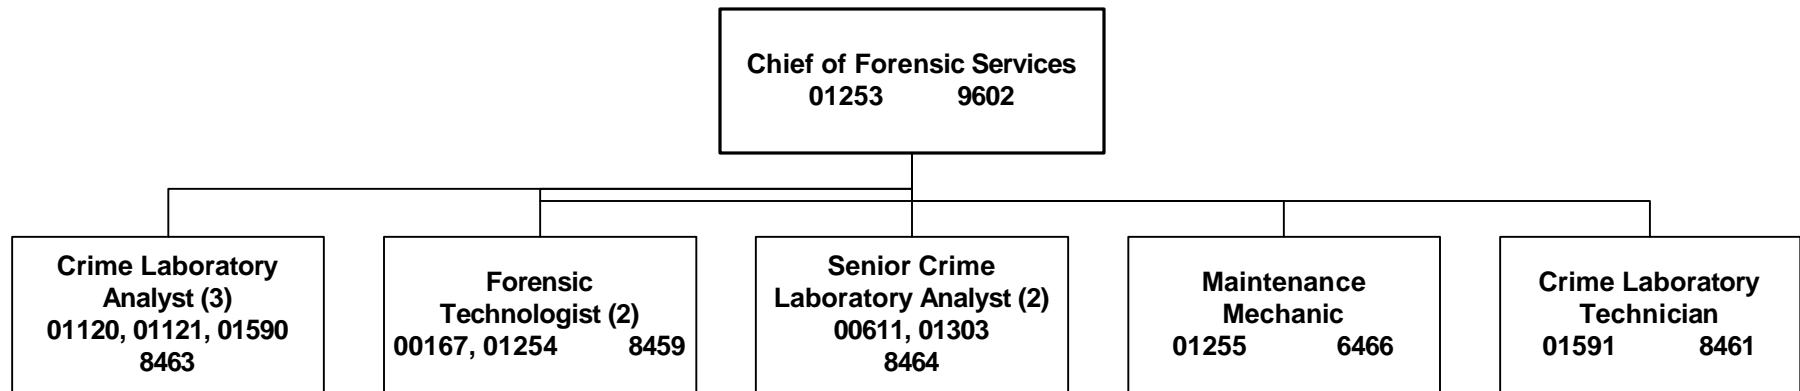 Chief of Forensic Services
01253 9602
Crime Laboratory
Analyst (3)
01120, 01121, 01590
8463
Forensic
Technologist (2)
00167, 01254 8459
Senior Crime
Laboratory Analyst (2)
00611, 01303
8464
Maintenance
Mechanic
01255 6466
Crime Laboratory
Technician
01591 8461